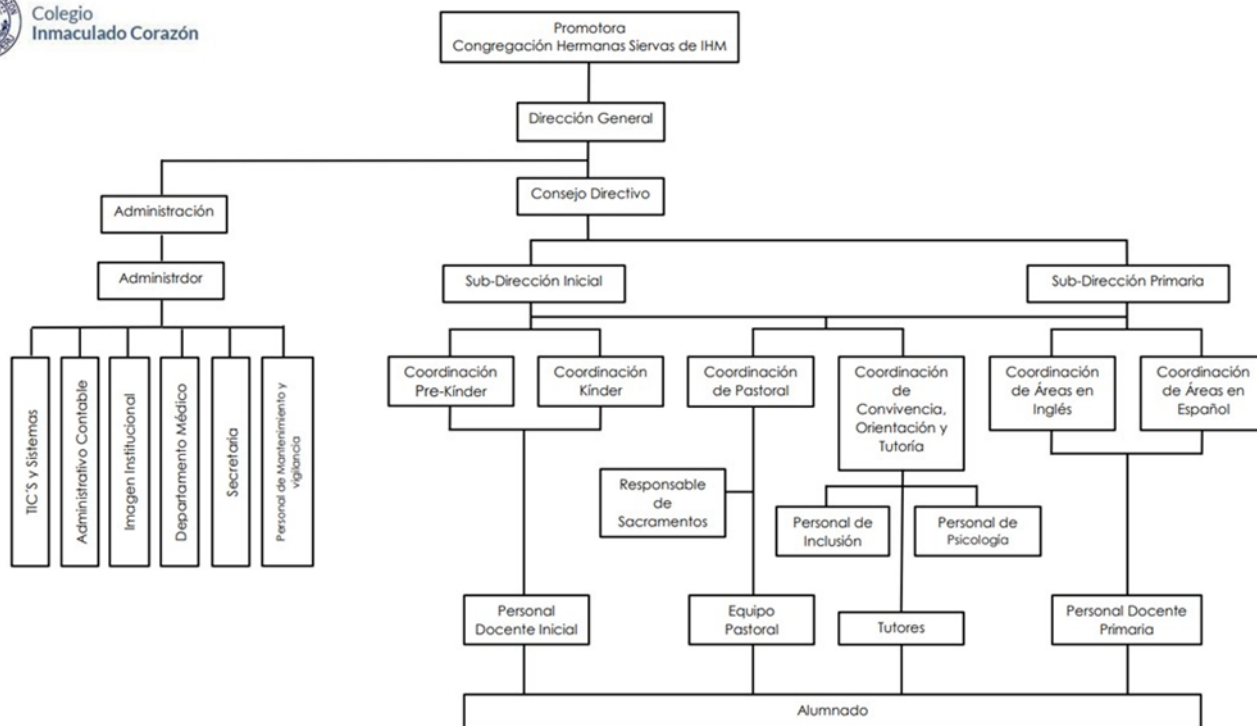 Colegio
Inmaculado Corazón
Promotora
Congregación Hermanas Siervas de IHM
Dirección General
Consejo Directivo
Administración
Administrdor
Sub-Dirección Inicial
Sub-Dirección Primaria
TIC´S y Sistemas
Administrativo Contable
Imagen Institucional
Departamento Médico
Secretaria
Personal de Mantenimiento y
vigilancia
Coordinación
Pre-Kínder
Coordinación
Kínder
Coordinación
de Pastoral
Coordinación
de
Convivencia,
Orientación y
Tutoría
Coordinación
de Áreas en
Inglés
Coordinación
de Áreas en
Español
Responsable
de
Sacramentos
Personal de
Inclusión
Personal de
Psicología
Personal
Docente Inicial
Equipo
Pastoral
Tutores
Personal Docente
Primaria
Alumnado